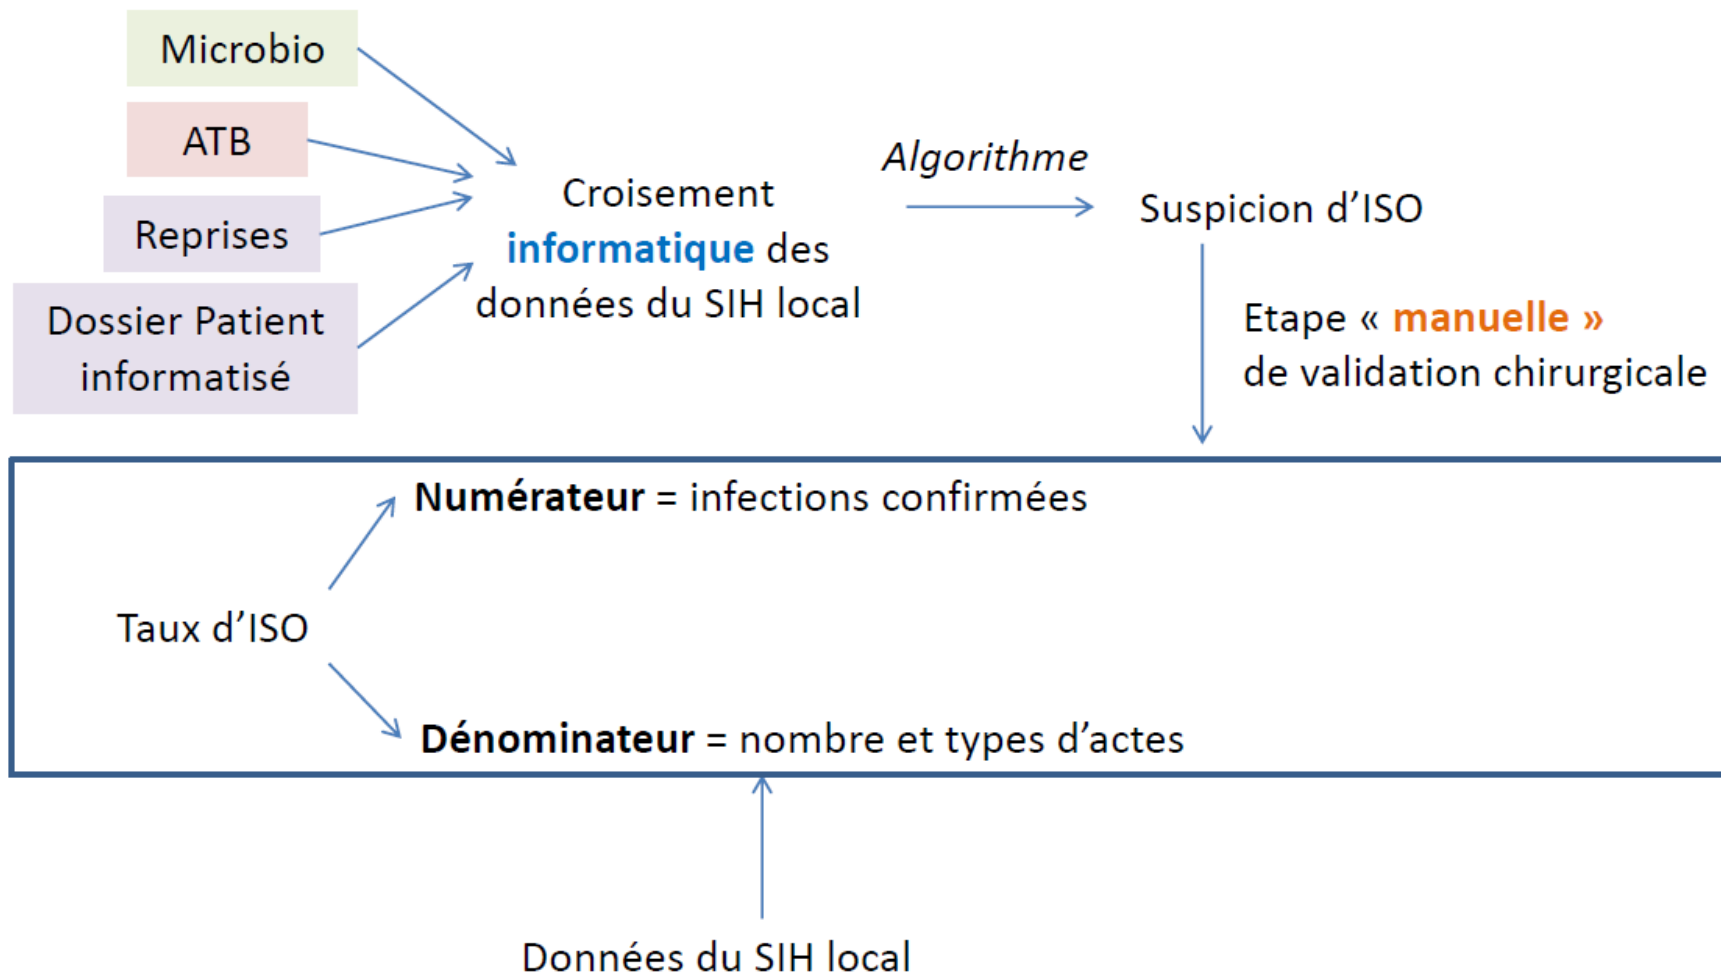 Microbio
ATB
Reprises
Dossier Patient
informatisé
Croisement
informatique des
données du SIH local
Algorithme
Suspicion d’ISO
Etape « manuelle »
de validation chirurgicale
Numérateur = infections confirmées
Taux d’ISO
Dénominateur = nombre et types d’actes
Données du SIH local